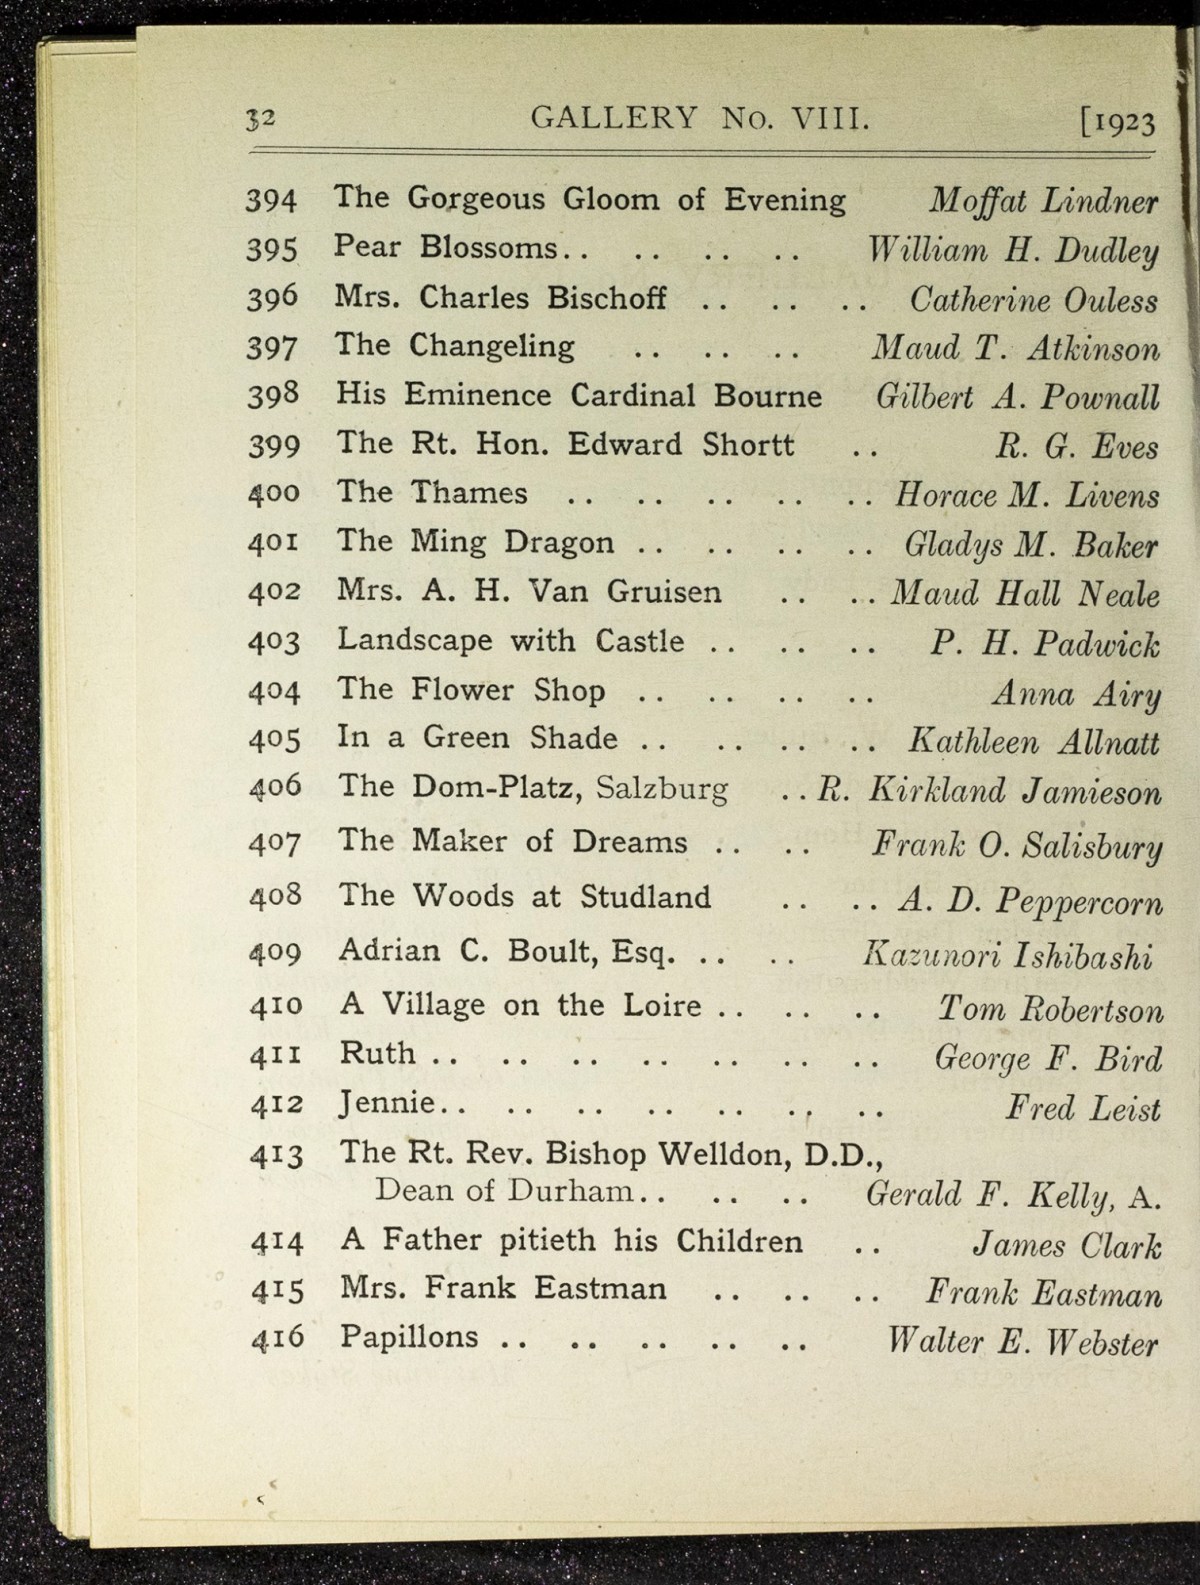 32 GALLERY No. VIII. [1923
394 The Gorgeous Gloom of Evening Moffat Lindner
395 Pear Blossoms.. .. .. .. William H. Dudley
396 Mrs. Charles Bischoff .. .. .. Catherine Ouless
397 The Changeling .. .. .. Maud T. Atkinson
398 His Eminence Cardinal Bourne Gilbert A. Pownall
399 The Rt. Hon. Edward Shortt .. R. G. Eves
400 The Thames .. .. .. .. .. Horace M. Livens
401 The Ming Dragon .. .. .. .. Gladys M. Baker
402 Mrs. A. H. Van Gruisen .. .. Maud Hall Neale
403 Landscape with Castle .. .. .. P. H. Padwick
404 The Flower Shop .. .. .. .. Anna Airy
405 In a Green Shade .. .. .. .. Kathleen Allnatt
406 The Dom-Platz, Salzburg .. R. Kirkland Jamieson
407 The Maker of Dreams .. .. Frank O. Salisbury
408 The Woods at Studland .. .. A. D. Peppercorn
409 Adrian C. Boult, Esq. .. .. Kazunori Ishibashi
410 A Village on the Loire .. .. .. Tom Robertson
411 Ruth .. .. .. .. .. .. .. George F. Bird
412 Jennie.. .. .. .. .. .. .. Fred Leist
413 The Rt. Rev. Bishop Welldon, D.D.,
Dean of Durham.. .. .. Gerald F. Kelly, A.
414 A Father pitieth his Children .. James Clark
415 Mrs. Frank Eastman .. .. .. Frank Eastman
416 Papillons .. .. .. .. .. Walter E. Webster